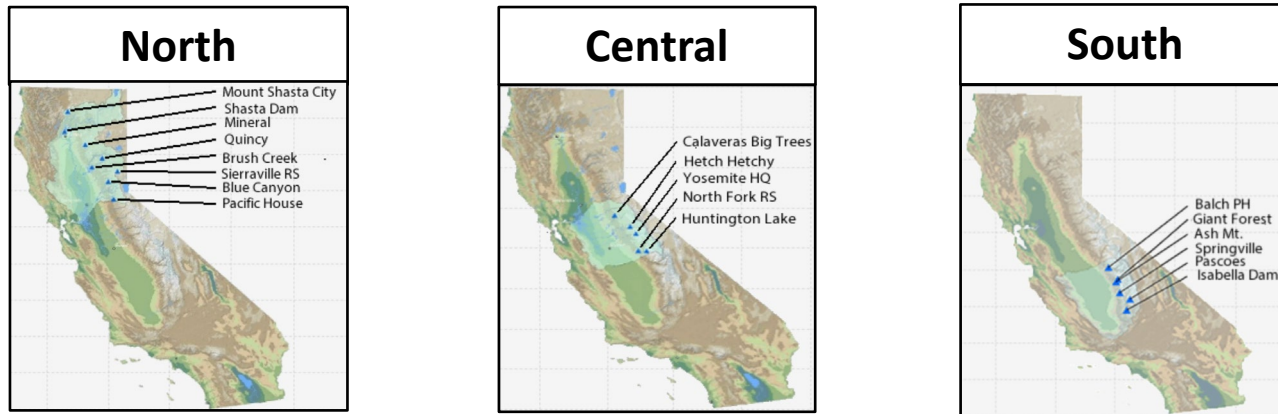 North
Mount Shasta City
Shasta Dam
Mineral
Quincy
Brush Creek
Sierraville RS
Blue Canyon
Pacific House
Central
Calaveras Big Trees
Hetch Hetchy
Yosemite HQ
North Fork RS
Huntington Lake
South
Balch PH
Giant Forest
Ash Mt.
Springville
Pascoes
Isabella Dam